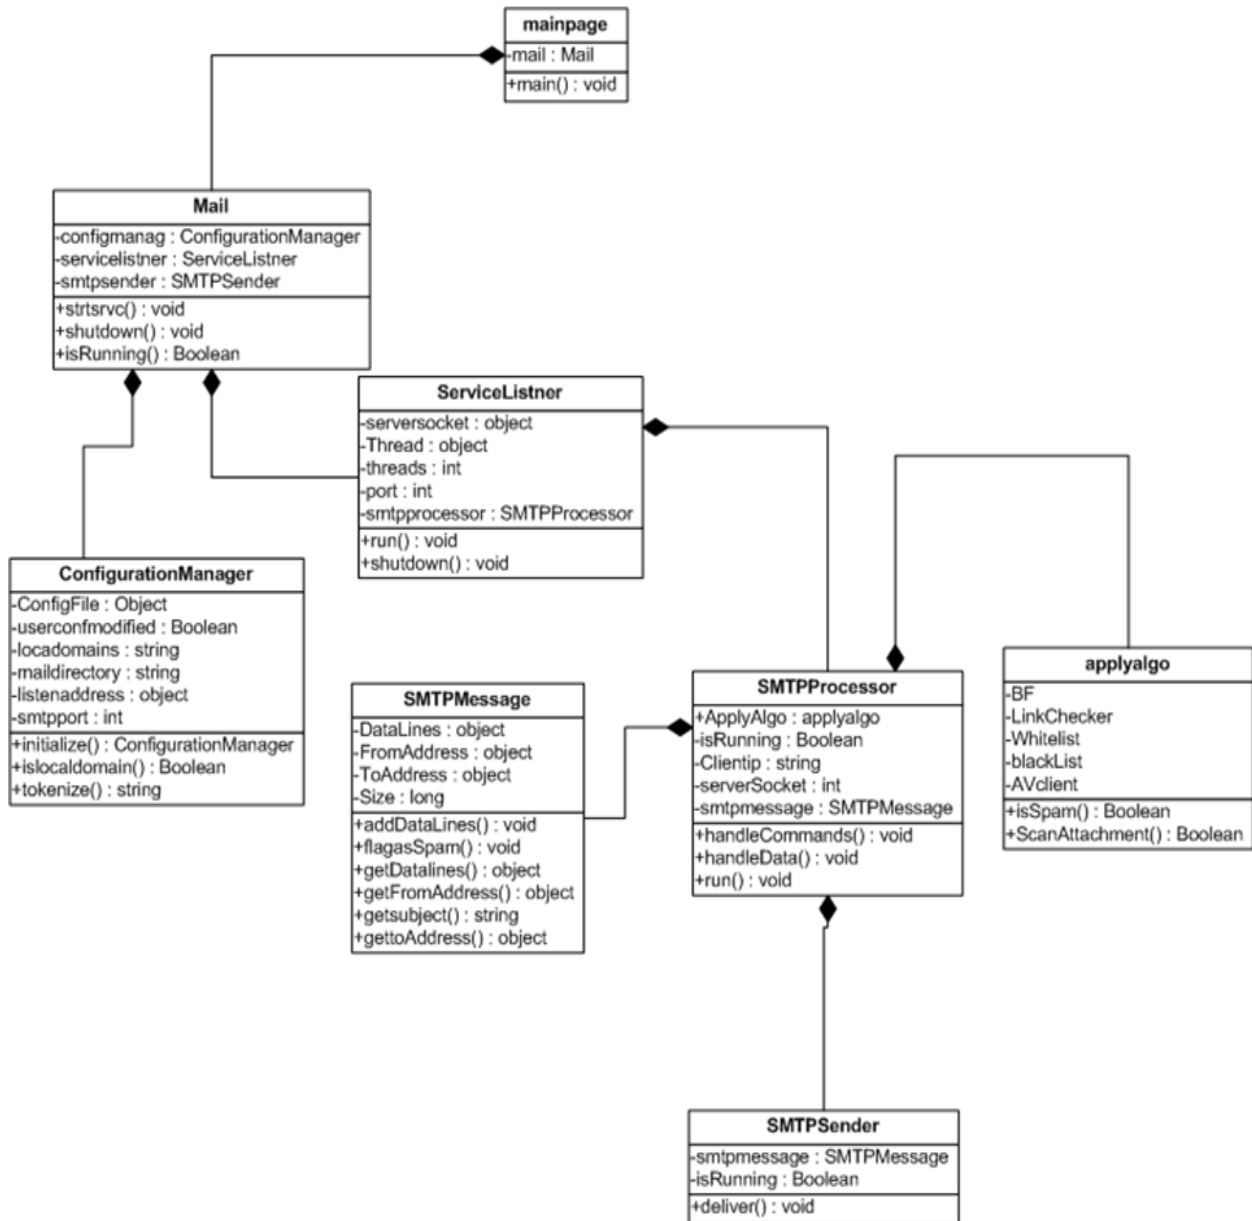 mainpage
-mail : Mail
+main() : void
Mail
-configmanag : ConfigurationManager
-servicelistner : ServiceListner
-smtpsender : SMTPSender
+strtsrvc() : void
+shutdown() : void
+isRunning() : Boolean
ServiceListner
-serversocket : object
-Thread : object
-threads : int
-port : int
-smtpprocessor : SMTPProcessor
+run() : void
+shutdown() : void
ConfigurationManager
-ConfigFile : Object
-userconfmodified : Boolean
-locadomains : string
-maildirectory : string
-listenaddress : object
-smtpport : int
+initialize() : ConfigurationManager
+islocaldomain() : Boolean
+tokenize() : string
SMTPMessage
-DataLines : object
-FromAddress : object
-ToAddress : object
-Size : long
+addDataLines() : void
+flagasSpam() : void
+getDatalines() : object
+getFromAddress() : object
+getsubject() : string
+gettoAddress() : object
SMTPProcessor
+ApplyAlgo : applyalgo
-isRunning : Boolean
-Clientip : string
-serverSocket : int
-smtpmessage : SMTPMessage
+handleCommands() : void
+handleData() : void
+run() : void
applyalgo
-BF
-LinkChecker
-Whitelist
-blackList
-AVclient
+isSpam() : Boolean
+ScanAttachment() : Boolean
SMTPSender
-smtpmessage : SMTPMessage
-isRunning : Boolean
+deliver() : void